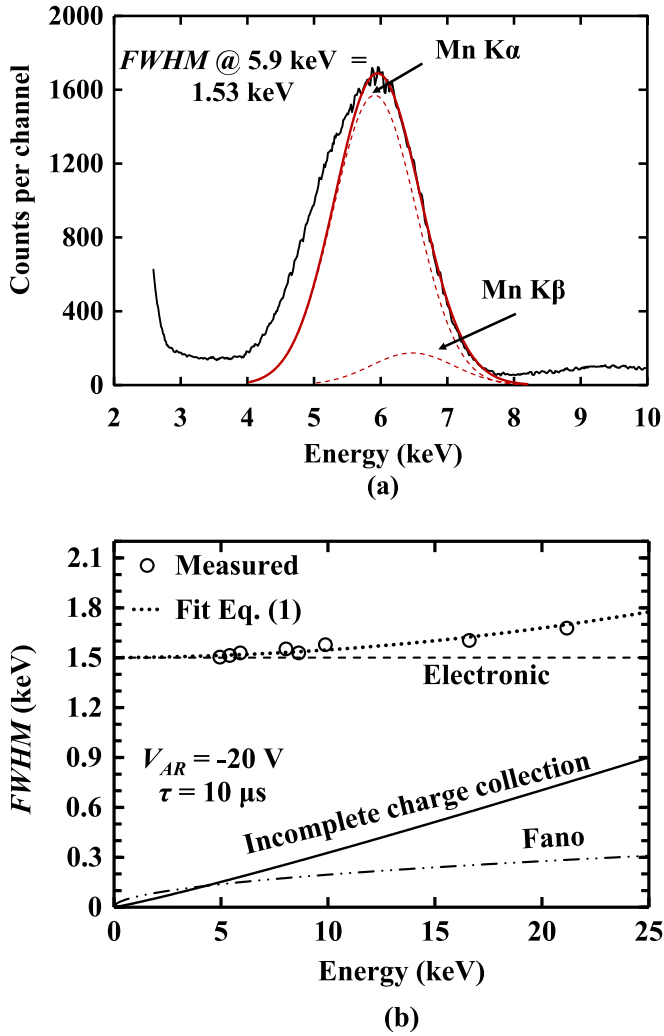 FWHM @ 5.9 keV =
1.53 keV
Mn Kα
Mn Kβ
Counts per channel
2000
1600
1200
800
400
0
2 3 4 5 6 7 8 9 10
Energy (keV)
(a)
Measured
Fit Eq. (1)
Electronic
V_AR = -20 V
τ = 10 μs
Incomplete charge collection
Fano
FWHM (keV)
2.1
1.8
1.5
1.2
0.9
0.6
0.3
0
0 5 10 15 20 25
Energy (keV)
(b)